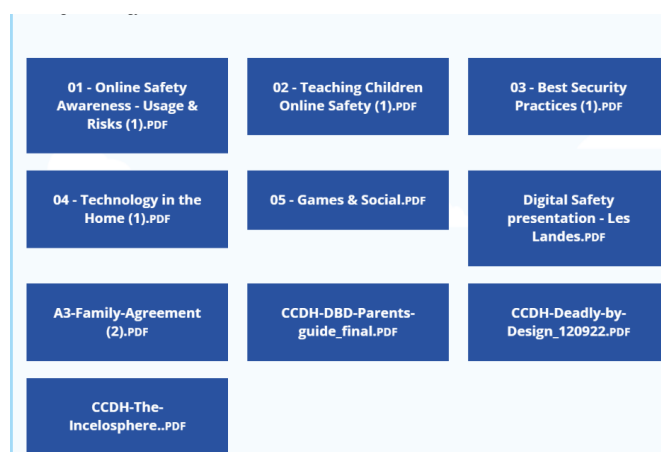 01 - Online Safety
Awareness - Usage &
Risks (1).PDF
02 - Teaching Children
Online Safety (1).PDF
03 - Best Security
Practices (1).PDF
04 - Technology in the
Home (1).PDF
05 - Games & Social.PDF
Digital Safety
presentation - Les
Landes.PDF
A3-Family-Agreement
(2).PDF
CCDH-DBD-Parents-
guide_final.PDF
CCDH-Deadly-by-
Design_120922.PDF
CCDH-The-
Incelosphere..PDF